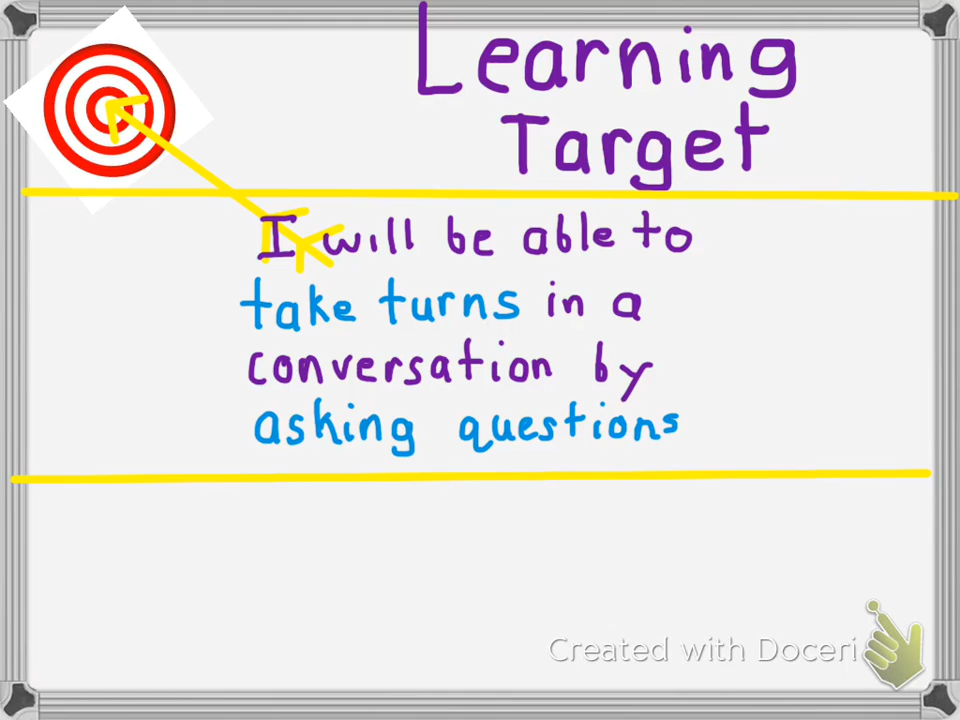 Learning
Target
I will be able to
take turns in a
conversation by
asking questions
Created with Doceri